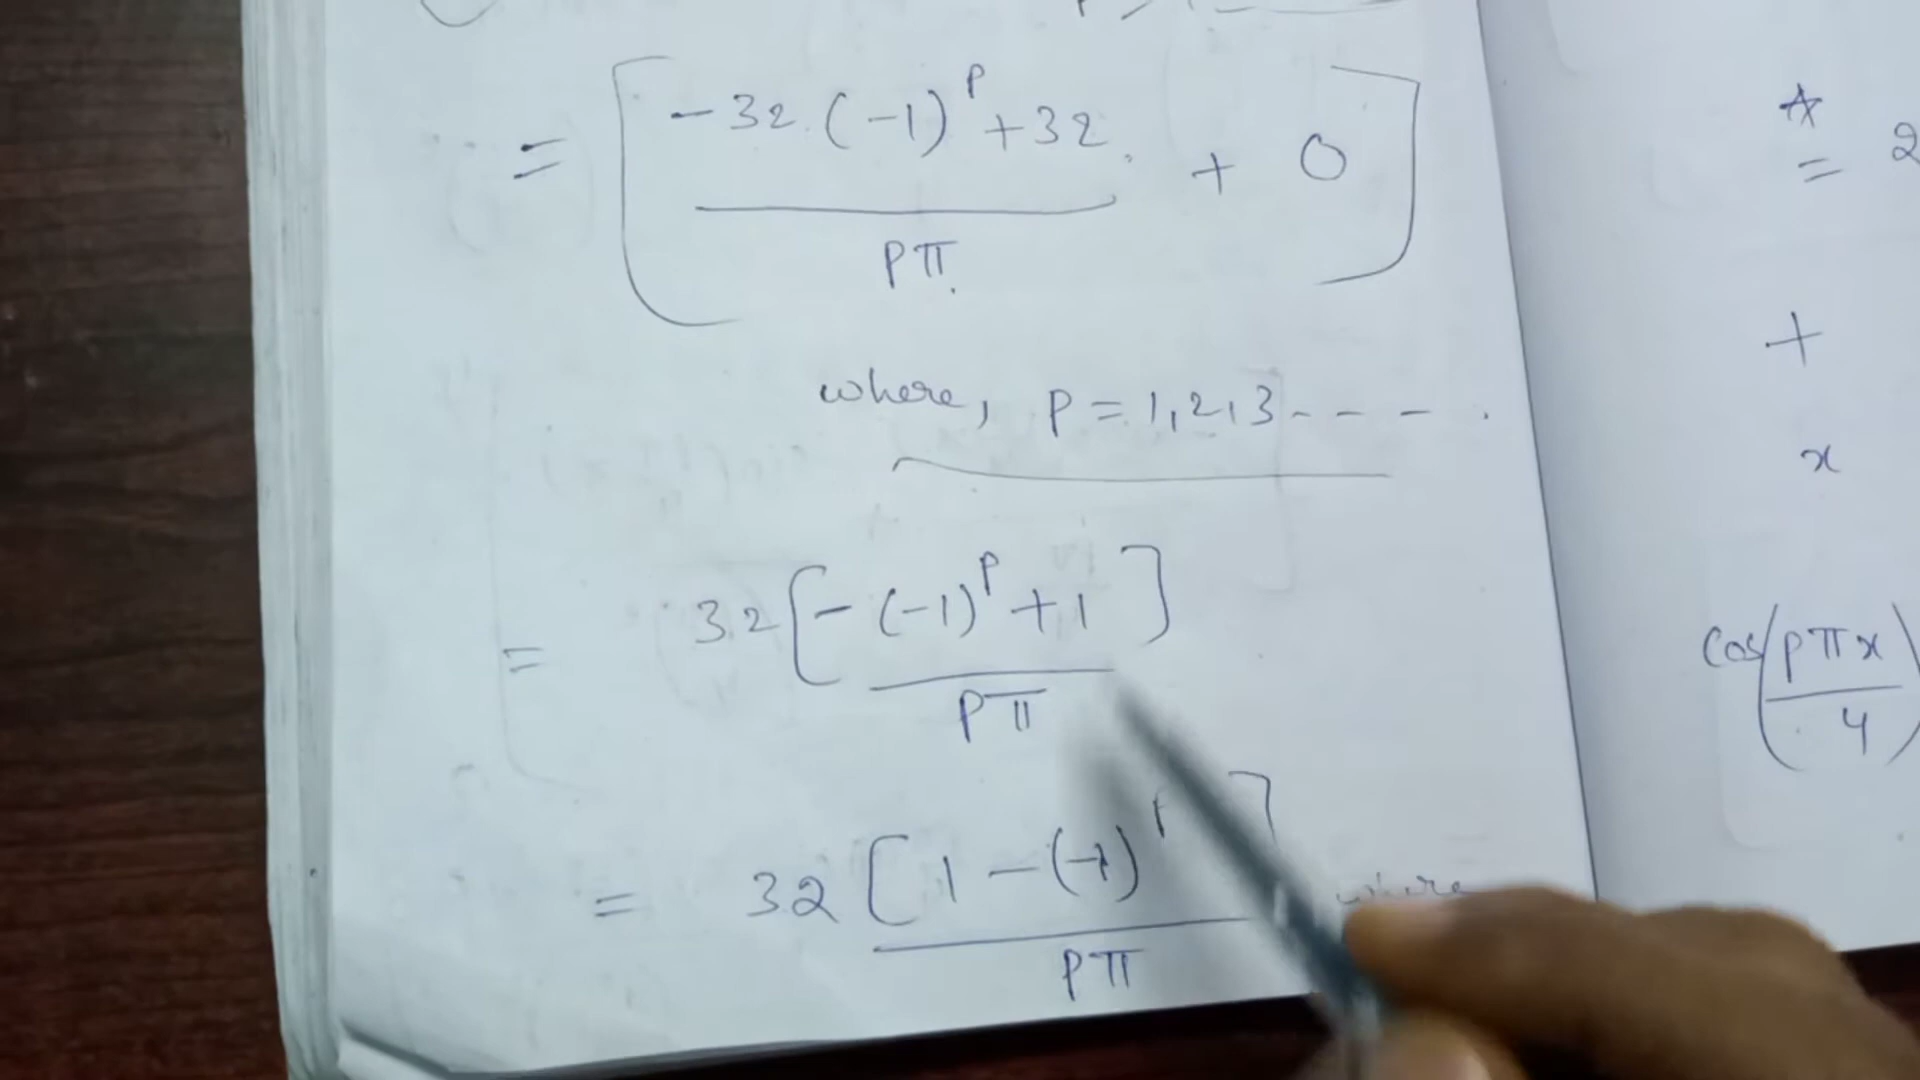 = [ (-32 (-1)^p + 32) / pπ + 0 ]
where, p = 1, 2, 3 - - - .
= 32 [ (-(-1)^p + 1) / pπ ]
= 32 [ (1 - (-1)^p) / pπ ] where
☆
= 2
+
x
cos(pπx / 4)